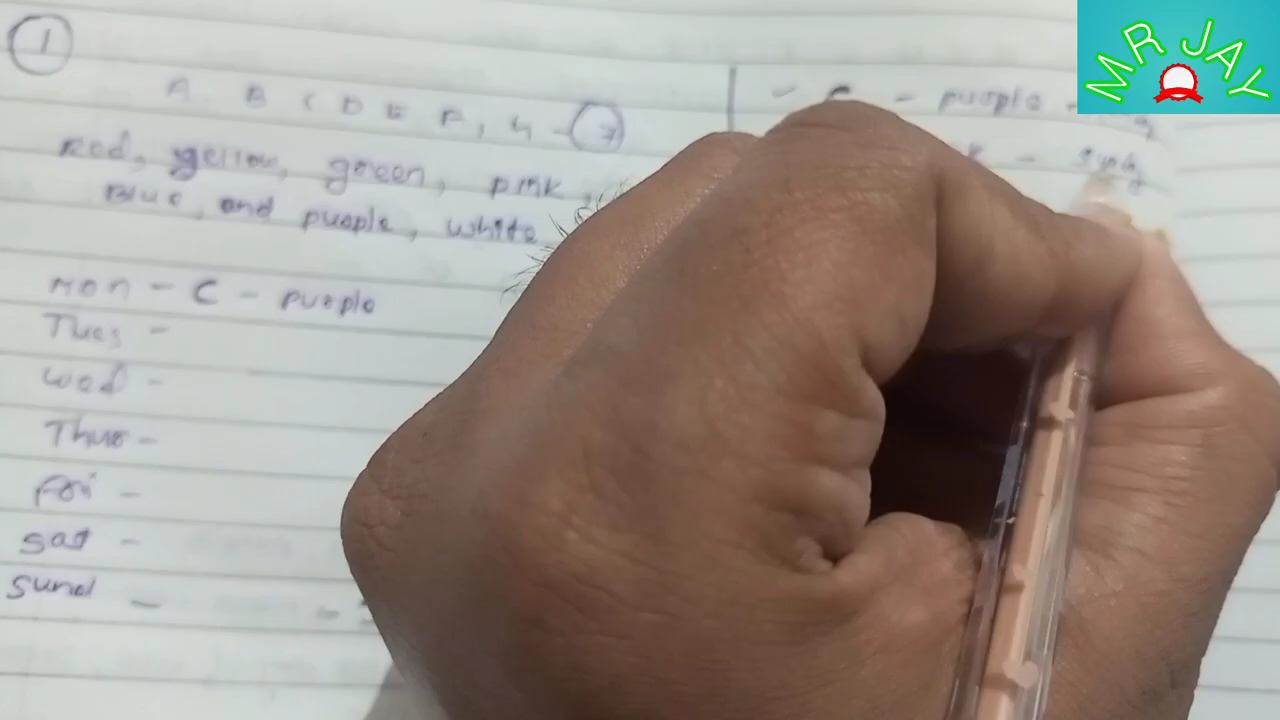 1
A B C D E F, G - 7
Red, yellow, green, pink,
Blue, and purple, white
Mon - C - purple
Tues -
Wed -
Thur -
Fri -
Sat -
Sund -
- C - purple -
- Sund
MR JAY